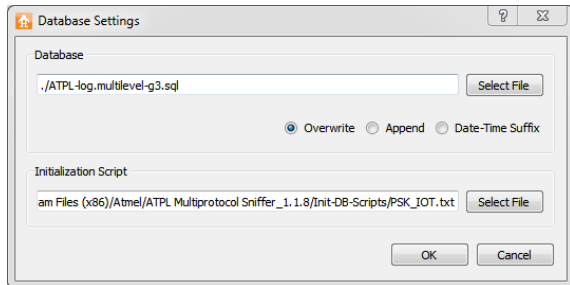 Database Settings
Database
./ATPL-log.multilevel-g3.sql
Select File
Overwrite Append Date-Time Suffix
Initialization Script
am Files (x86)/Atmel/ATPL Multiprotocol Sniffer_1.1.8/Init-DB-Scripts/PSK_IOT.txt
Select File
OK Cancel